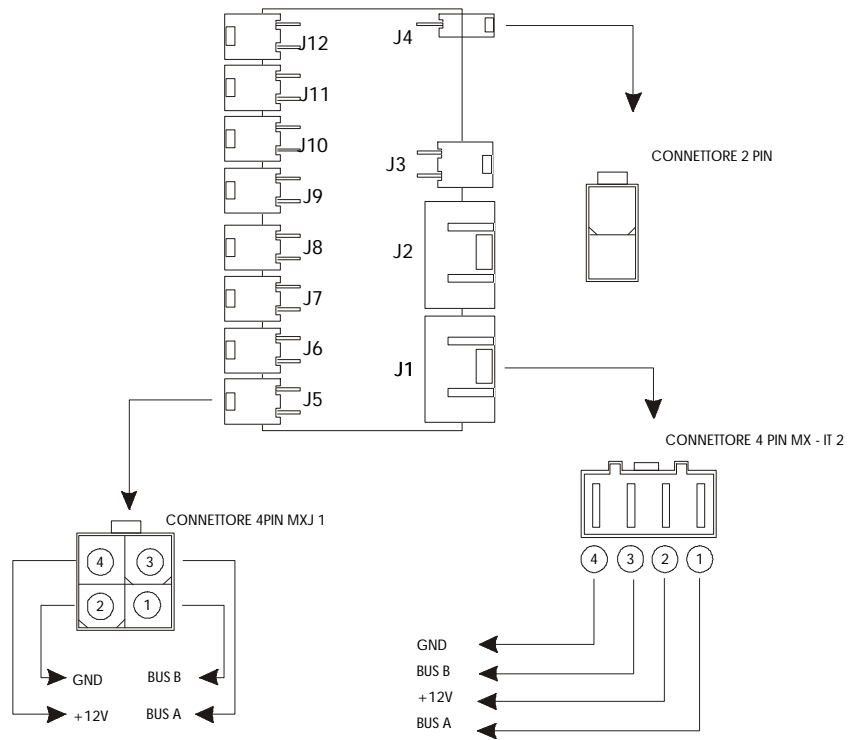 J12
J4
J11
J10
CONNETTORE 2 PIN
J3
J9
J8
J2
J7
J6
J1
J5
CONNETTORE 4 PIN MX - IT 2
CONNETTORE 4PIN MXJ 1
4 3
2 1
4 3 2 1
GND BUS B
+12V BUS A
GND
BUS B
+12V
BUS A